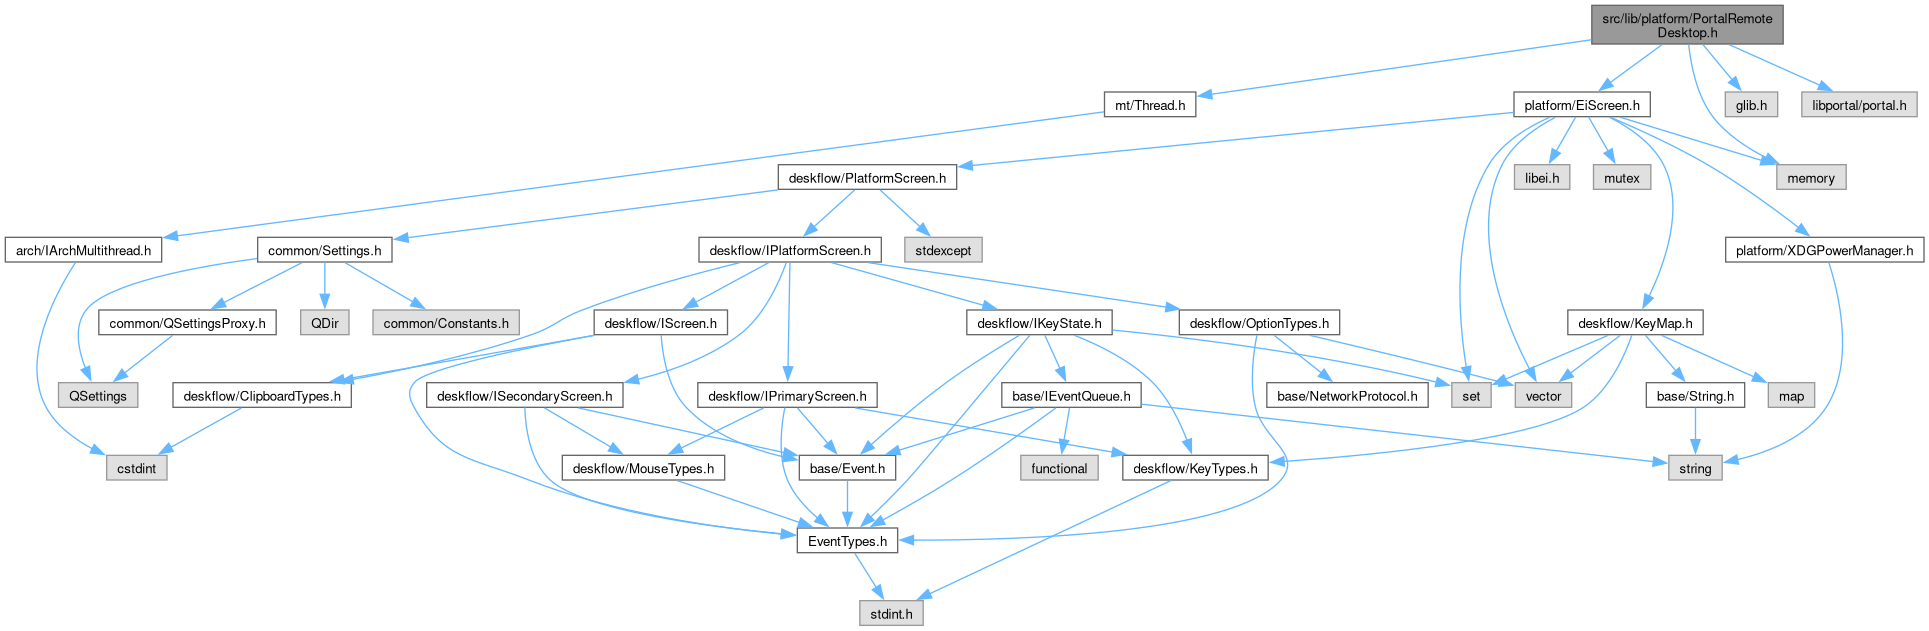 src/lib/platform/PortalRemote
Desktop.h
mt/Thread.h
platform/EiScreen.h
glib.h
libportal/portal.h
deskflow/PlatformScreen.h
libei.h
mutex
memory
arch/IArchMultithread.h
common/Settings.h
deskflow/IPlatformScreen.h
stdexcept
platform/XDGPowerManager.h
common/QSettingsProxy.h
QDir
common/Constants.h
deskflow/IScreen.h
deskflow/IKeyState.h
deskflow/OptionTypes.h
deskflow/KeyMap.h
QSettings
deskflow/ClipboardTypes.h
deskflow/ISecondaryScreen.h
deskflow/IPrimaryScreen.h
base/IEventQueue.h
base/NetworkProtocol.h
set
vector
base/String.h
map
cstdint
deskflow/MouseTypes.h
base/Event.h
functional
deskflow/KeyTypes.h
string
EventTypes.h
stdint.h